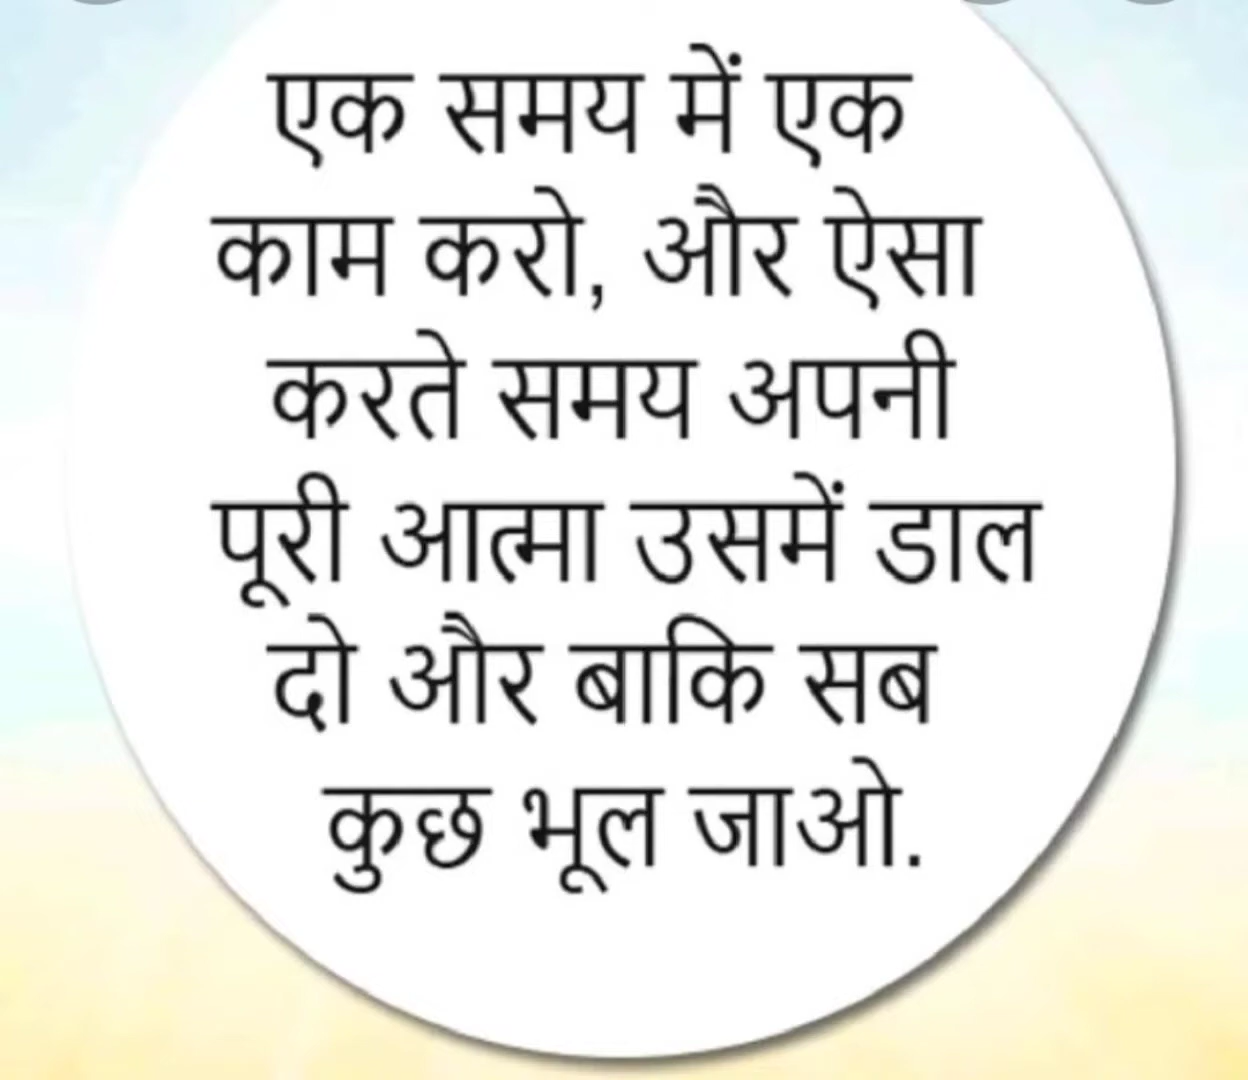 एक समय में एक
काम करो, और ऐसा
करते समय अपनी
पूरी आत्मा उसमें डाल
दो और बाकि सब
कुछ भूल जाओ.